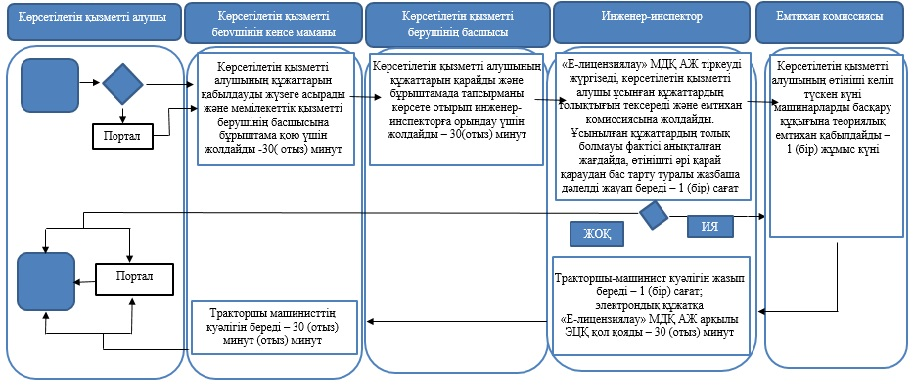 Көрсетілетін қызметті алушы
Көрсетілетін қызметті
берушінің кеңсе маманы
Көрсетілетін қызметті
берушінің басшысы
Инженер-инспектор
Емтихан комиссиясы
Портал
Көрсетілетін қызметті
алушының құжаттарын
қабылдауды жүзеге асырады
және мемілекеттік қызметті
берушінің басшысына
бұрыштама қою үшін
жолдайды -30( отыз) минут
Көрсетілетін қызметті алушының
құжаттарын қарайды және
бұрыштамада тапсырманы
көрсете отырып инженер-
инспекторға орындау үшін
жолдайды – 30(отыз) минут
«Е-лицензиялау» МДҚ АЖ тіркеуді
жүргізеді, көрсетілетін қызметті
алушы ұсынған құжаттардың
толықтығын тексереді және емтихан
комиссиясына жолдайды.
Ұсынылған құжаттардың толық
болмауы фактісі анықталған
жағдайда, өтінішті әрі қарай
қараудан бас тарту туралы жазбаша
дәлелді жауап береді – 1 (бір) сағат
Көрсетілетін қызметті
алушының өтініші келіп
түскен күні
машинарларды басқару
құқығына теориялық
емтихан қабылдайды –
1 (бір) жұмыс күні
ЖОҚ
ИЯ
Портал
Тракторшы машинисттің
куәлігін береді – 30 (отыз)
минут (отыз) минут
Тракторшы-машинист куәлігін жазып
береді – 1 (бір) сағат;
электрондық құжатқа
«Е-лицензиялау» МДҚ АЖ арқылы
ЭЦҚ қол қояды – 30 (отыз) минут